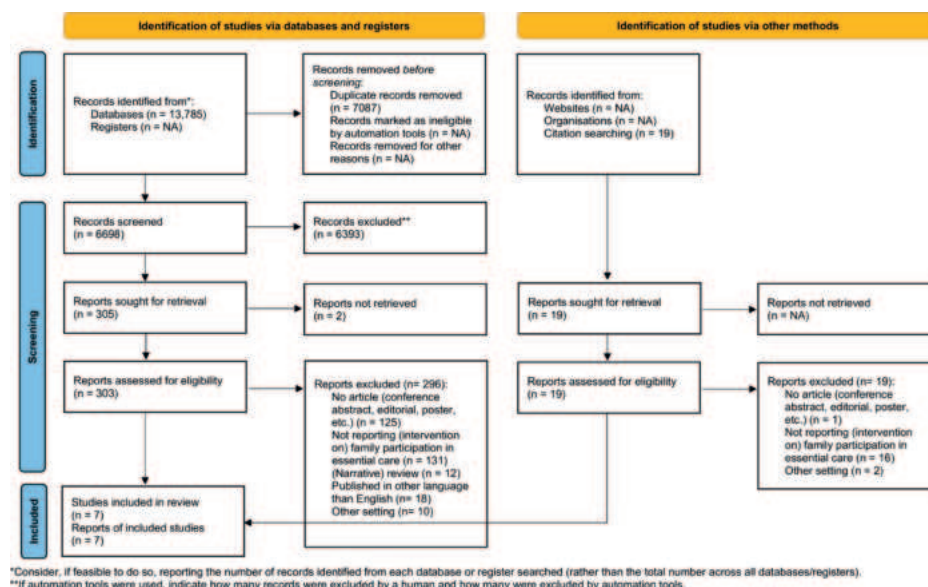 Identification of studies via databases and registers
Identification of studies via other methods
Identification
Records identified from*:
Databases (n = 13,785)
Registers (n = NA)
Records removed before
screening:
Duplicate records removed
(n = 7087)
Records marked as ineligible
by automation tools (n = NA)
Records removed for other
reasons (n = NA)
Records identified from:
Websites (n = NA)
Organisations (n = NA)
Citation searching (n = 19)
Screening
Records screened
(n = 6698)
Records excluded**
(n = 6393)
Reports sought for retrieval
(n = 305)
Reports not retrieved
(n = 2)
Reports sought for retrieval
(n = 19)
Reports not retrieved
(n = NA)
Reports assessed for eligibility
(n = 303)
Reports excluded (n= 296):
No article (conference
abstract, editorial, poster,
etc.) (n = 125)
Not reporting (intervention
on) family participation in
essential care (n = 131)
(Narrative) review (n = 12)
Published in other language
than English (n= 18)
Other setting (n= 10)
Reports assessed for eligibility
(n = 19)
Reports excluded (n= 19):
No article (conference
abstract, editorial, poster,
etc.) (n = 1)
Not reporting (intervention
on) family participation in
essential care (n = 16)
Other setting (n = 2)
Included
Studies included in review
(n = 7)
Reports of included studies
(n = 7)
*Consider, if feasible to do so, reporting the number of records identified from each database or register searched (rather than the total number across all databases/registers).
**If automation tools were used, indicate how many records were excluded by a human and how many were excluded by automation tools.